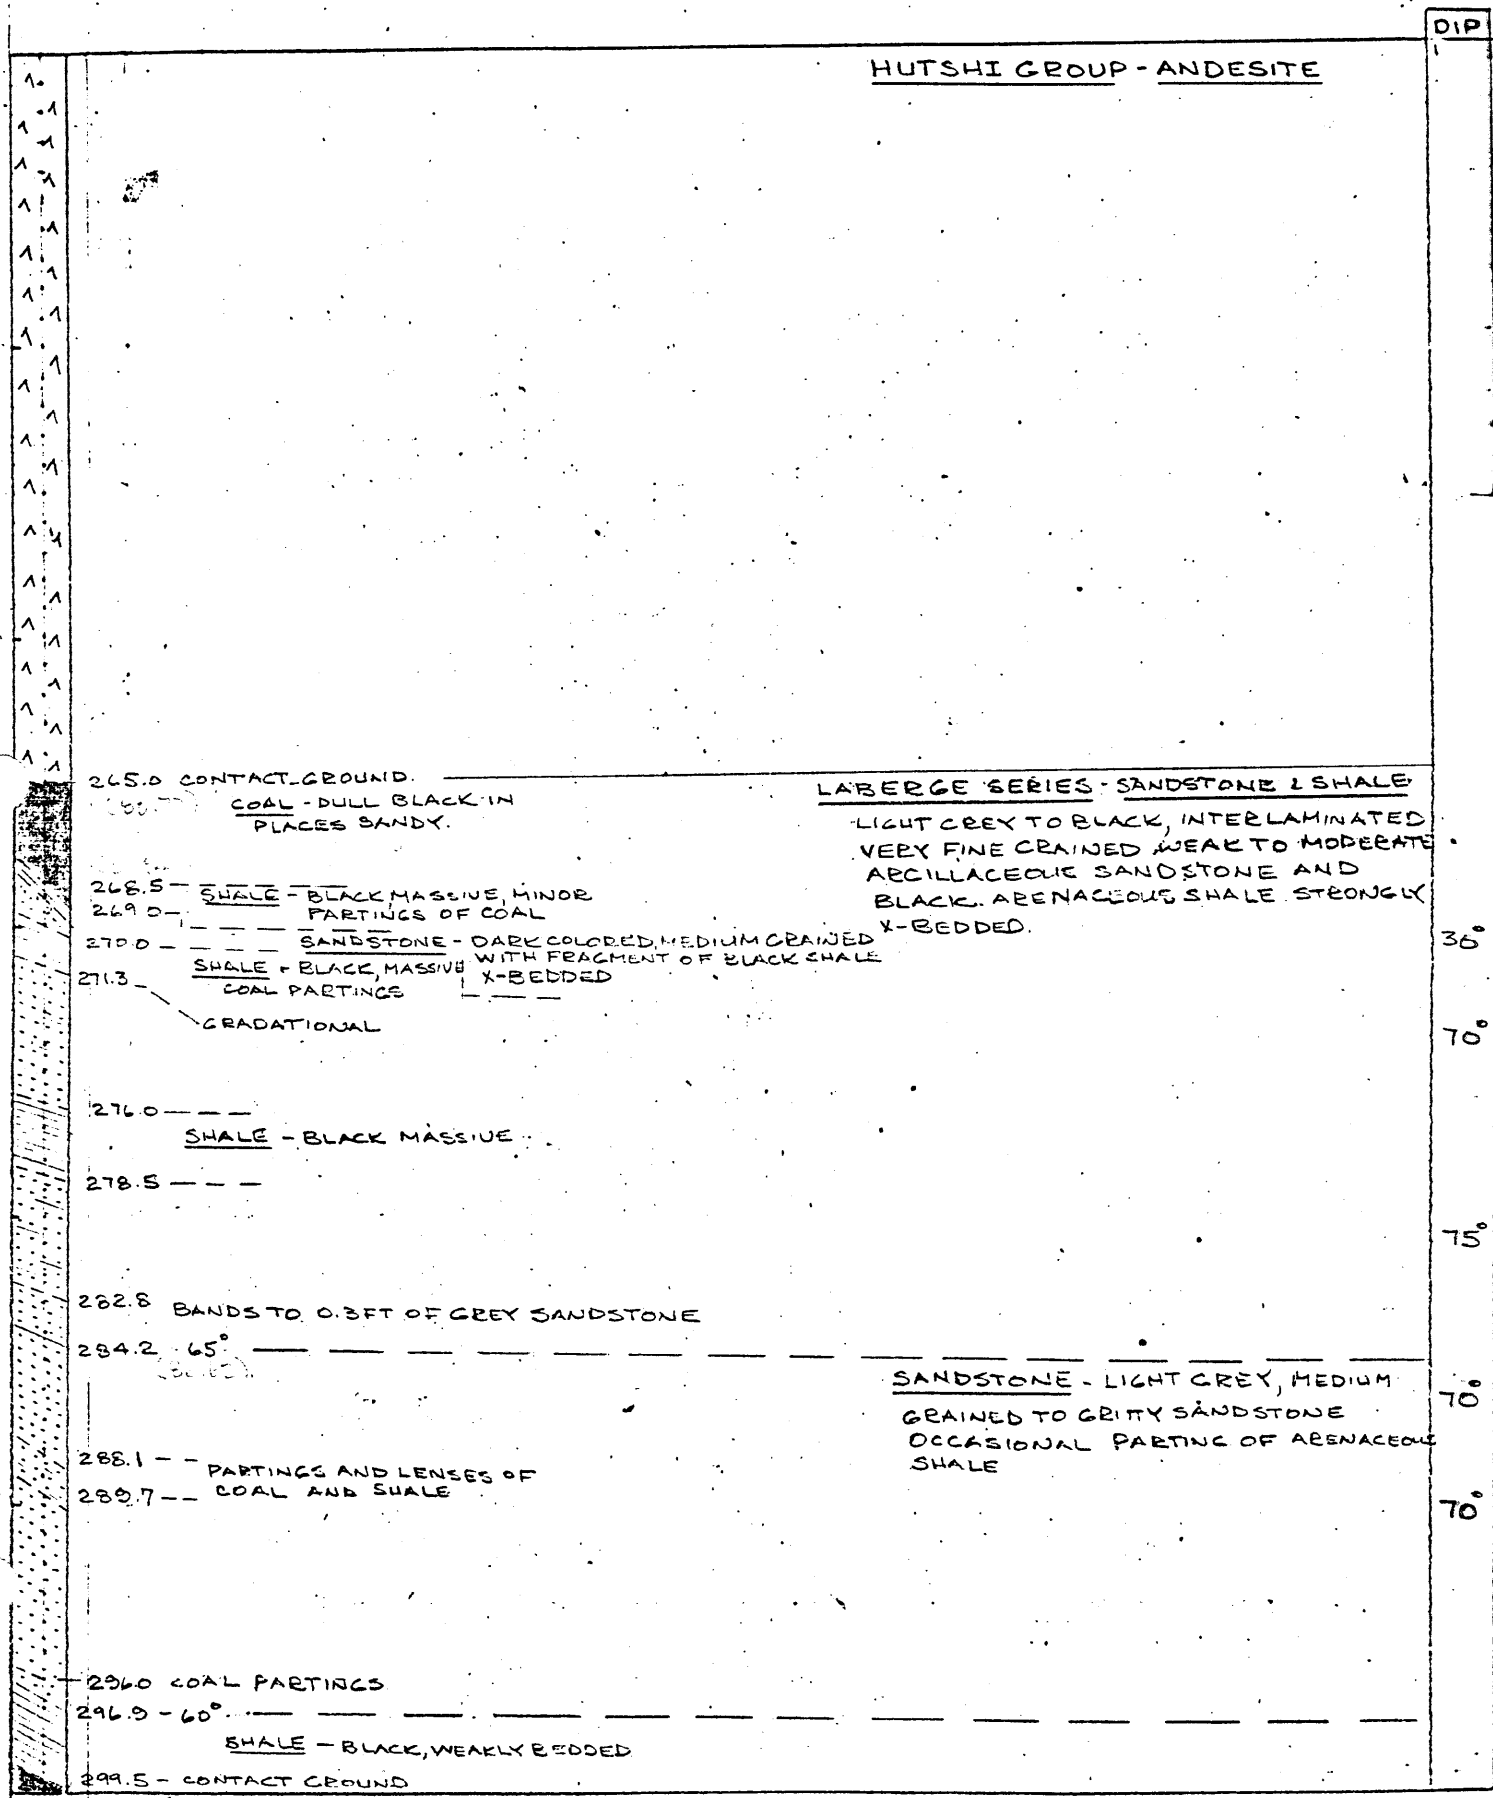 DIP
HUTSHI GROUP - ANDESITE
265.0 CONTACT-GROUND.
COAL - DULL BLACK IN
PLACES SANDY.
LABERGE SERIES - SANDSTONE & SHALE
LIGHT GREY TO BLACK, INTERLAMINATED
VERY FINE GRAINED WEAK TO MODERATE
ARGILLACEOUS SANDSTONE AND
BLACK. ARENACEOUS SHALE STRONGLY
X-BEDDED.
268.5 - SHALE - BLACK, MASSIVE, MINOR
269.0 - PARTINGS OF COAL
36°
270.0 - SANDSTONE - DARK COLORED, MEDIUM GRAINED
WITH FRAGMENT OF BLACK SHALE
X-BEDDED
SHALE - BLACK, MASSIVE
271.3 - COAL PARTINGS
GRADATIONAL
70°
276.0
SHALE - BLACK MASSIVE
278.5
75°
282.8 BANDS TO 0.3FT OF GREY SANDSTONE
284.2 65°
SANDSTONE - LIGHT GREY, MEDIUM
70°
GRAINED TO GRITTY SANDSTONE
OCCASIONAL PARTING OF ARENACEOUS
SHALE
288.1 - - PARTINGS AND LENSES OF
289.7 - - COAL AND SHALE
70°
296.0 COAL PARTINGS
296.9 - 60°
SHALE - BLACK, WEAKLY BEDDED
299.5 - CONTACT GROUND